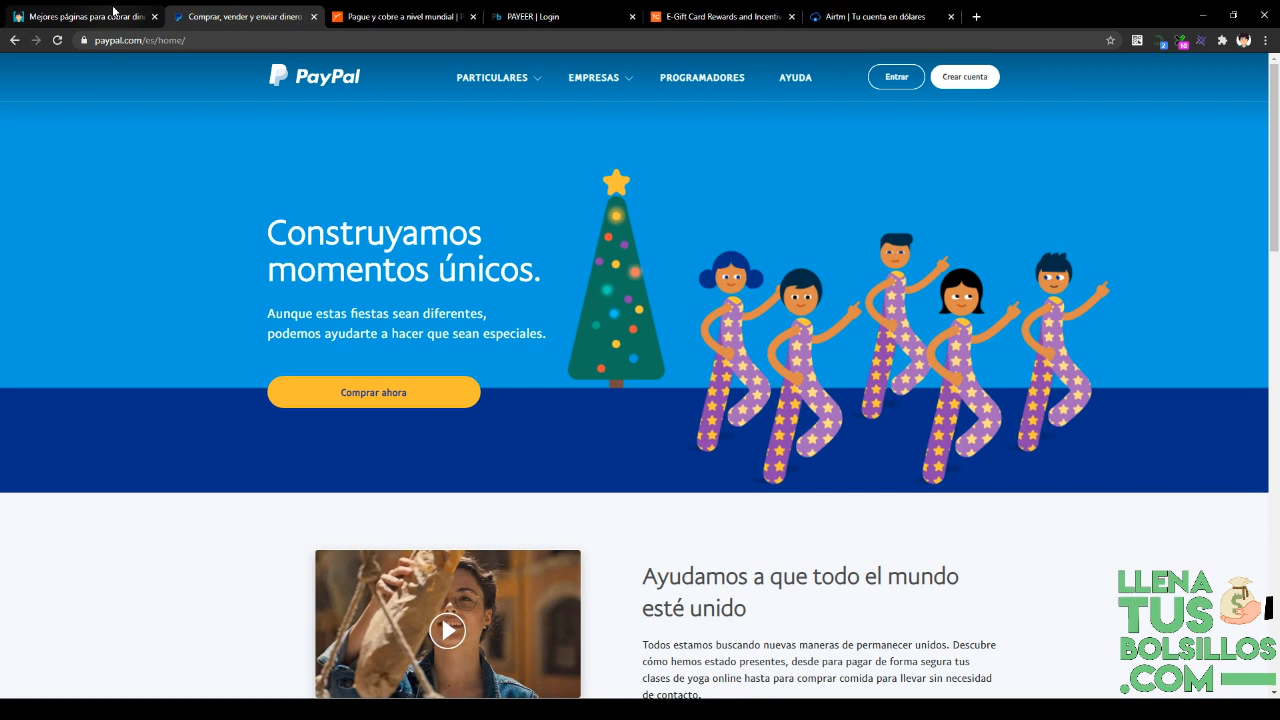 Mejores páginas para cobrar din
Comprar, vender y enviar dinero
Pague y cobre a nivel mundial |
PAYEER | Login
E-Gift Card Rewards and Incentiv
Airtm | Tu cuenta en dólares
paypal.com/es/home/
2
10
PayPal
PARTICULARES
EMPRESAS
PROGRAMADORES
AYUDA
Entrar
Crear cuenta
Construyamos
momentos únicos.
Aunque estas fiestas sean diferentes,
podemos ayudarte a hacer que sean especiales.
Comprar ahora
Ayudamos a que todo el mundo
esté unido
Todos estamos buscando nuevas maneras de permanecer unidos. Descubre
cómo hemos estado presentes, desde para pagar de forma segura tus
clases de yoga online hasta para comprar comida para llevar sin necesidad
de contacto.
LLENA
TUS
BOLSILLOS
.COM